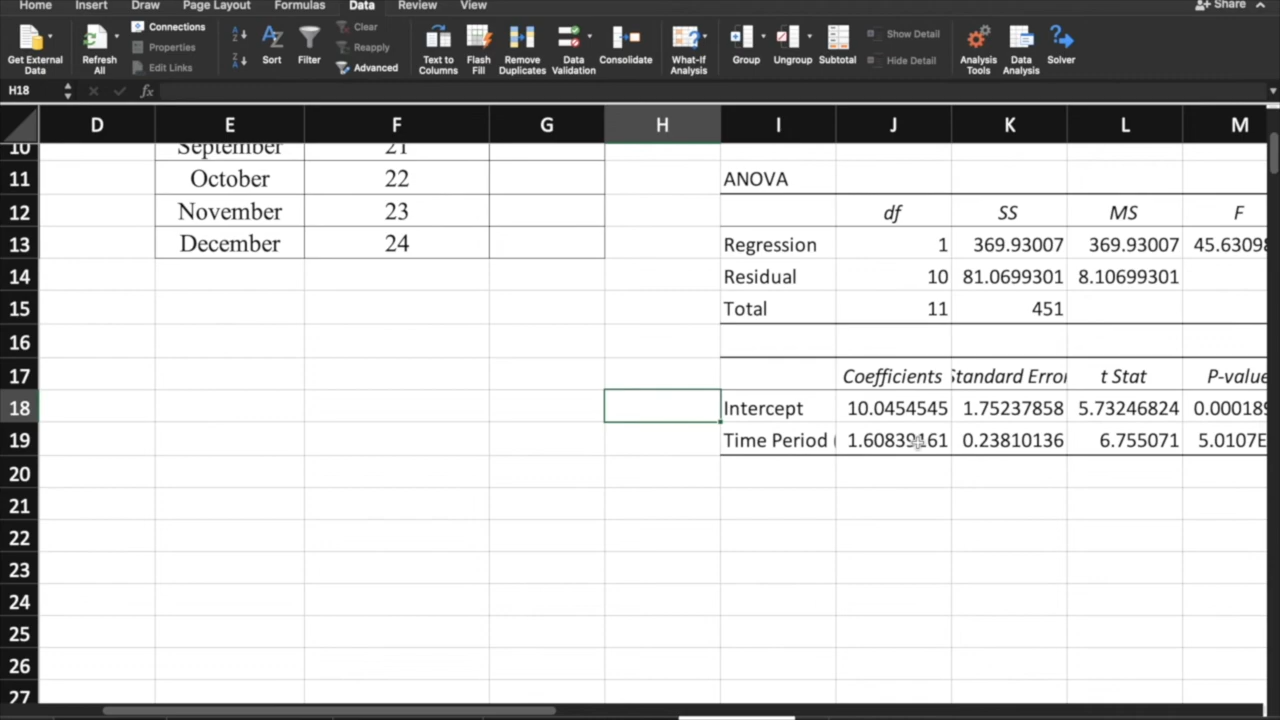 Home Insert Draw Page Layout Formulas Data Review View Share
Get External Data
Refresh All
Connections
Properties
Edit Links
Sort
Filter
Clear
Reapply
Advanced
Text to Columns
Flash Fill
Remove Duplicates
Data Validation
Consolidate
What-If Analysis
Group
Ungroup
Subtotal
Show Detail
Hide Detail
Analysis Tools
Data Analysis
Solver
H18 fx
D E F G H I J K L M
10 September 21
11 October 22 ANOVA
12 November 23 df SS MS F
13 December 24 Regression 1 369.93007 369.93007 45.63098
14 Residual 10 81.0699301 8.10699301
15 Total 11 451
16
17 Coefficients Standard Error t Stat P-value
18 Intercept 10.0454545 1.75237858 5.73246824 0.000189
19 Time Period ( 1.60839161 0.23810136 6.755071 5.0107E
20
21
22
23
24
25
26
27